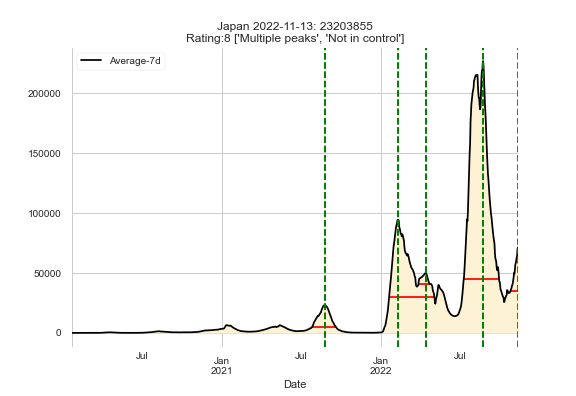 Japan 2022-11-13: 23203855
Rating:8 ['Multiple peaks', 'Not in control']
Average-7d
200000
150000
100000
50000
0
Jul
Jan
2021
Jul
Jan
2022
Jul
Date